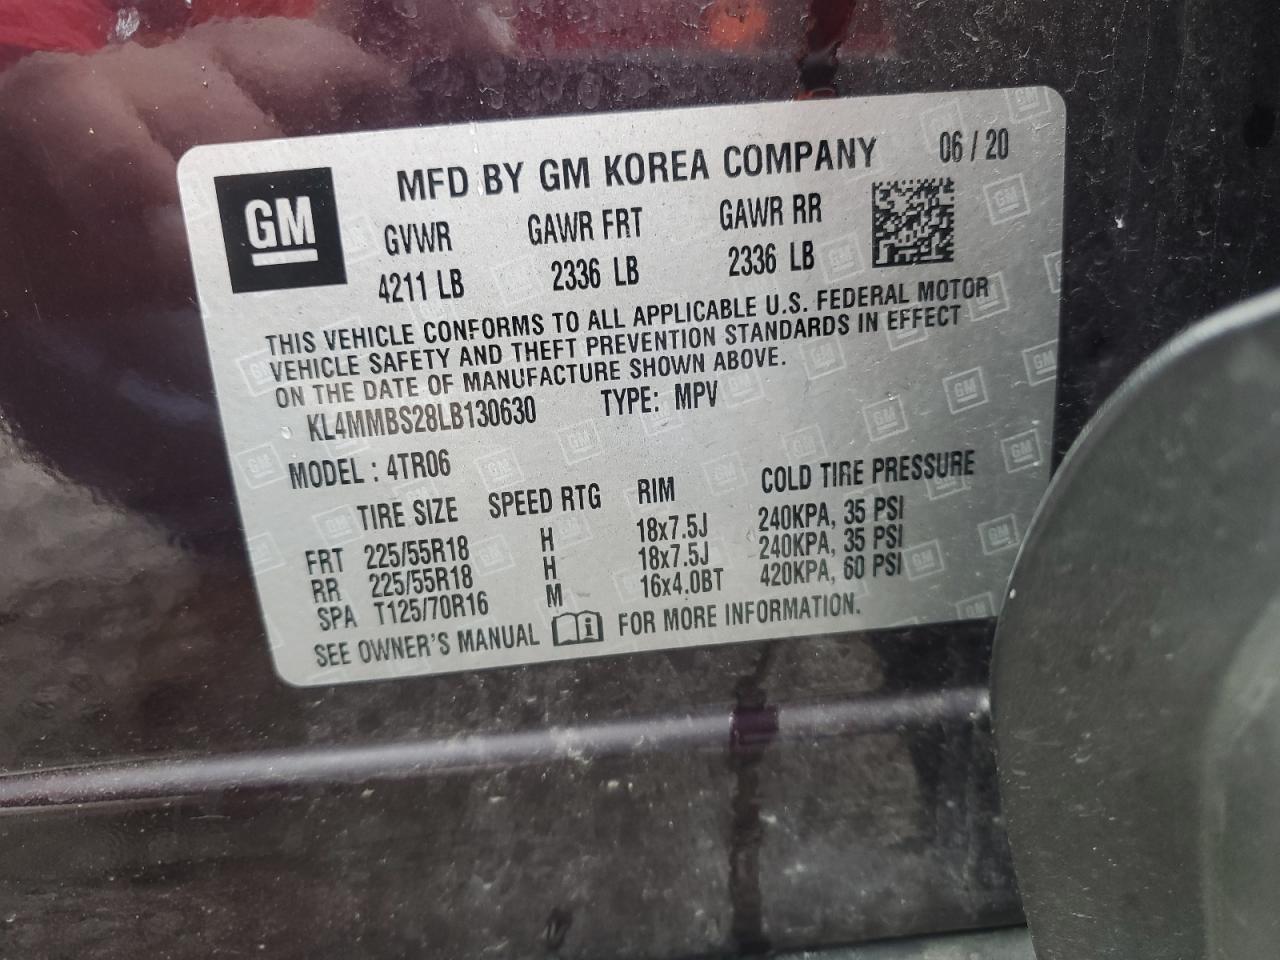 MFD BY GM KOREA COMPANY 06 / 20
GM
GVWR GAWR FRT GAWR RR
4211 LB 2336 LB 2336 LB
THIS VEHICLE CONFORMS TO ALL APPLICABLE U.S. FEDERAL MOTOR
VEHICLE SAFETY AND THEFT PREVENTION STANDARDS IN EFFECT
ON THE DATE OF MANUFACTURE SHOWN ABOVE.
KL4MMBS28LB130630 TYPE: MPV
MODEL : 4TR06
TIRE SIZE SPEED RTG RIM COLD TIRE PRESSURE
FRT 225/55R18 H 18x7.5J 240KPA, 35 PSI
RR 225/55R18 H 18x7.5J 240KPA, 35 PSI
SPA T125/70R16 M 16x4.0BT 420KPA, 60 PSI
SEE OWNER'S MANUAL i FOR MORE INFORMATION.